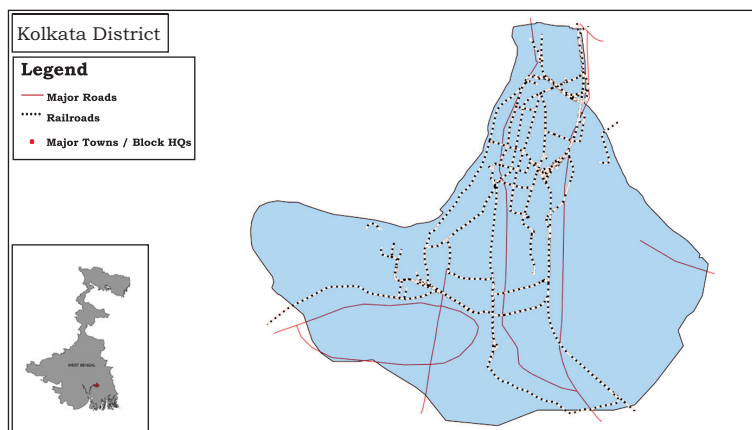 Kolkata District
Legend
Major Roads
Railroads
Major Towns / Block HQs
WEST BENGAL